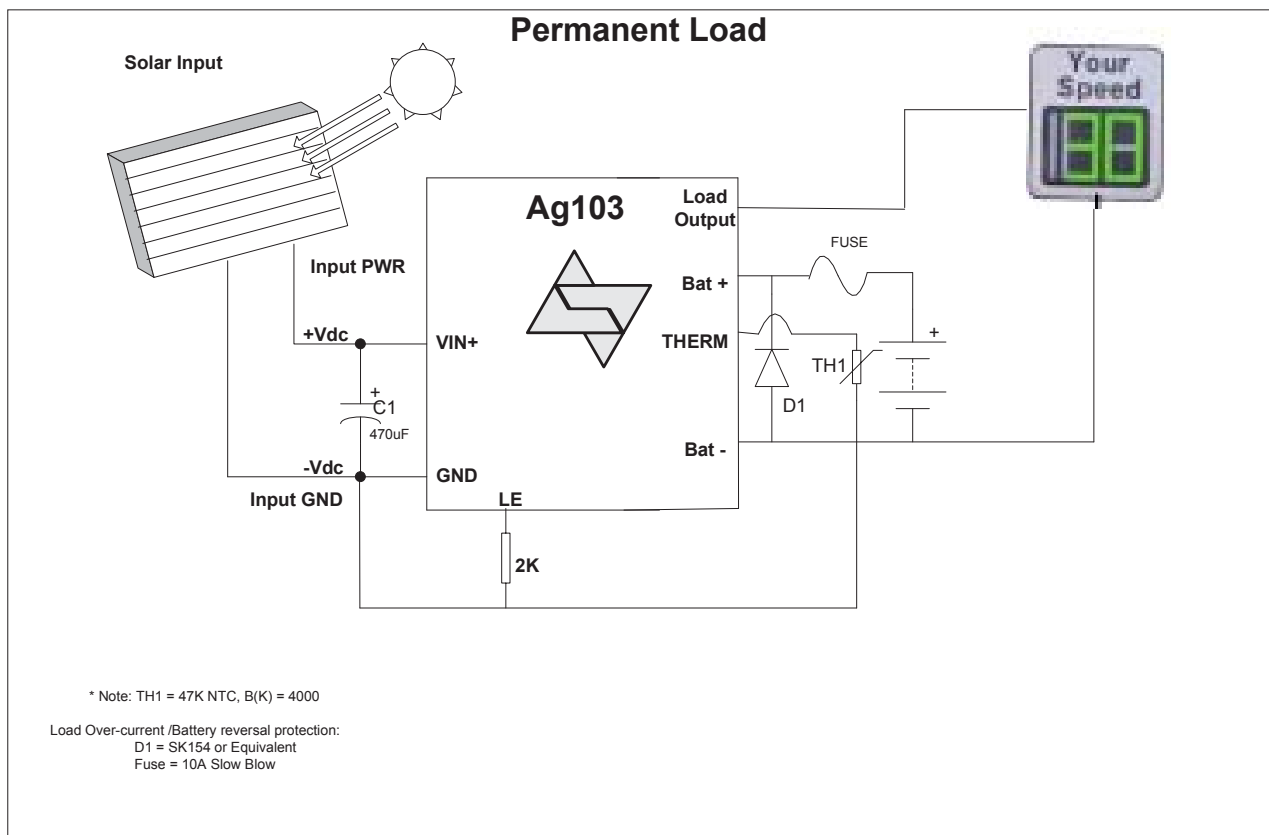 Permanent Load
Solar Input
Your
Speed
30
Ag103
Load
Output
FUSE
Input PWR
Bat +
+
+Vdc
VIN+
THERM
TH1
+
C1
D1
470uF
Bat -
-Vdc
GND
Input GND
LE
2K
* Note: TH1 = 47K NTC, B(K) = 4000
Load Over-current /Battery reversal protection:
D1 = SK154 or Equivalent
Fuse = 10A Slow Blow